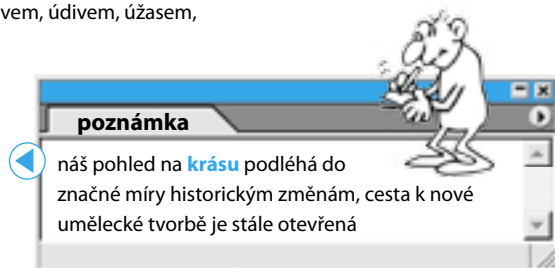 vem, údivem, úžasem,
poznámka
náš pohled na krásu podléhá do
značné míry historickým změnám, cesta k nové
umělecké tvorbě je stále otevřená